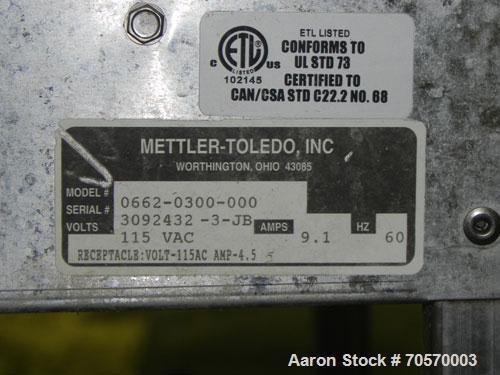 ETL LISTED
CONFORMS TO
UL STD 73
CERTIFIED TO
CAN/CSA STD C22.2 NO. 68
C ETL US
102145
METTLER-TOLEDO, INC
WORTHINGTON, OHIO 43085
MODEL # 0662-0300-000
SERIAL # 3092432 -3-JB
VOLTS 115 VAC AMPS 9.1 HZ 60
RECEPTACLE:VOLT-115AC AMP-4.5
Aaron Stock # 70570003